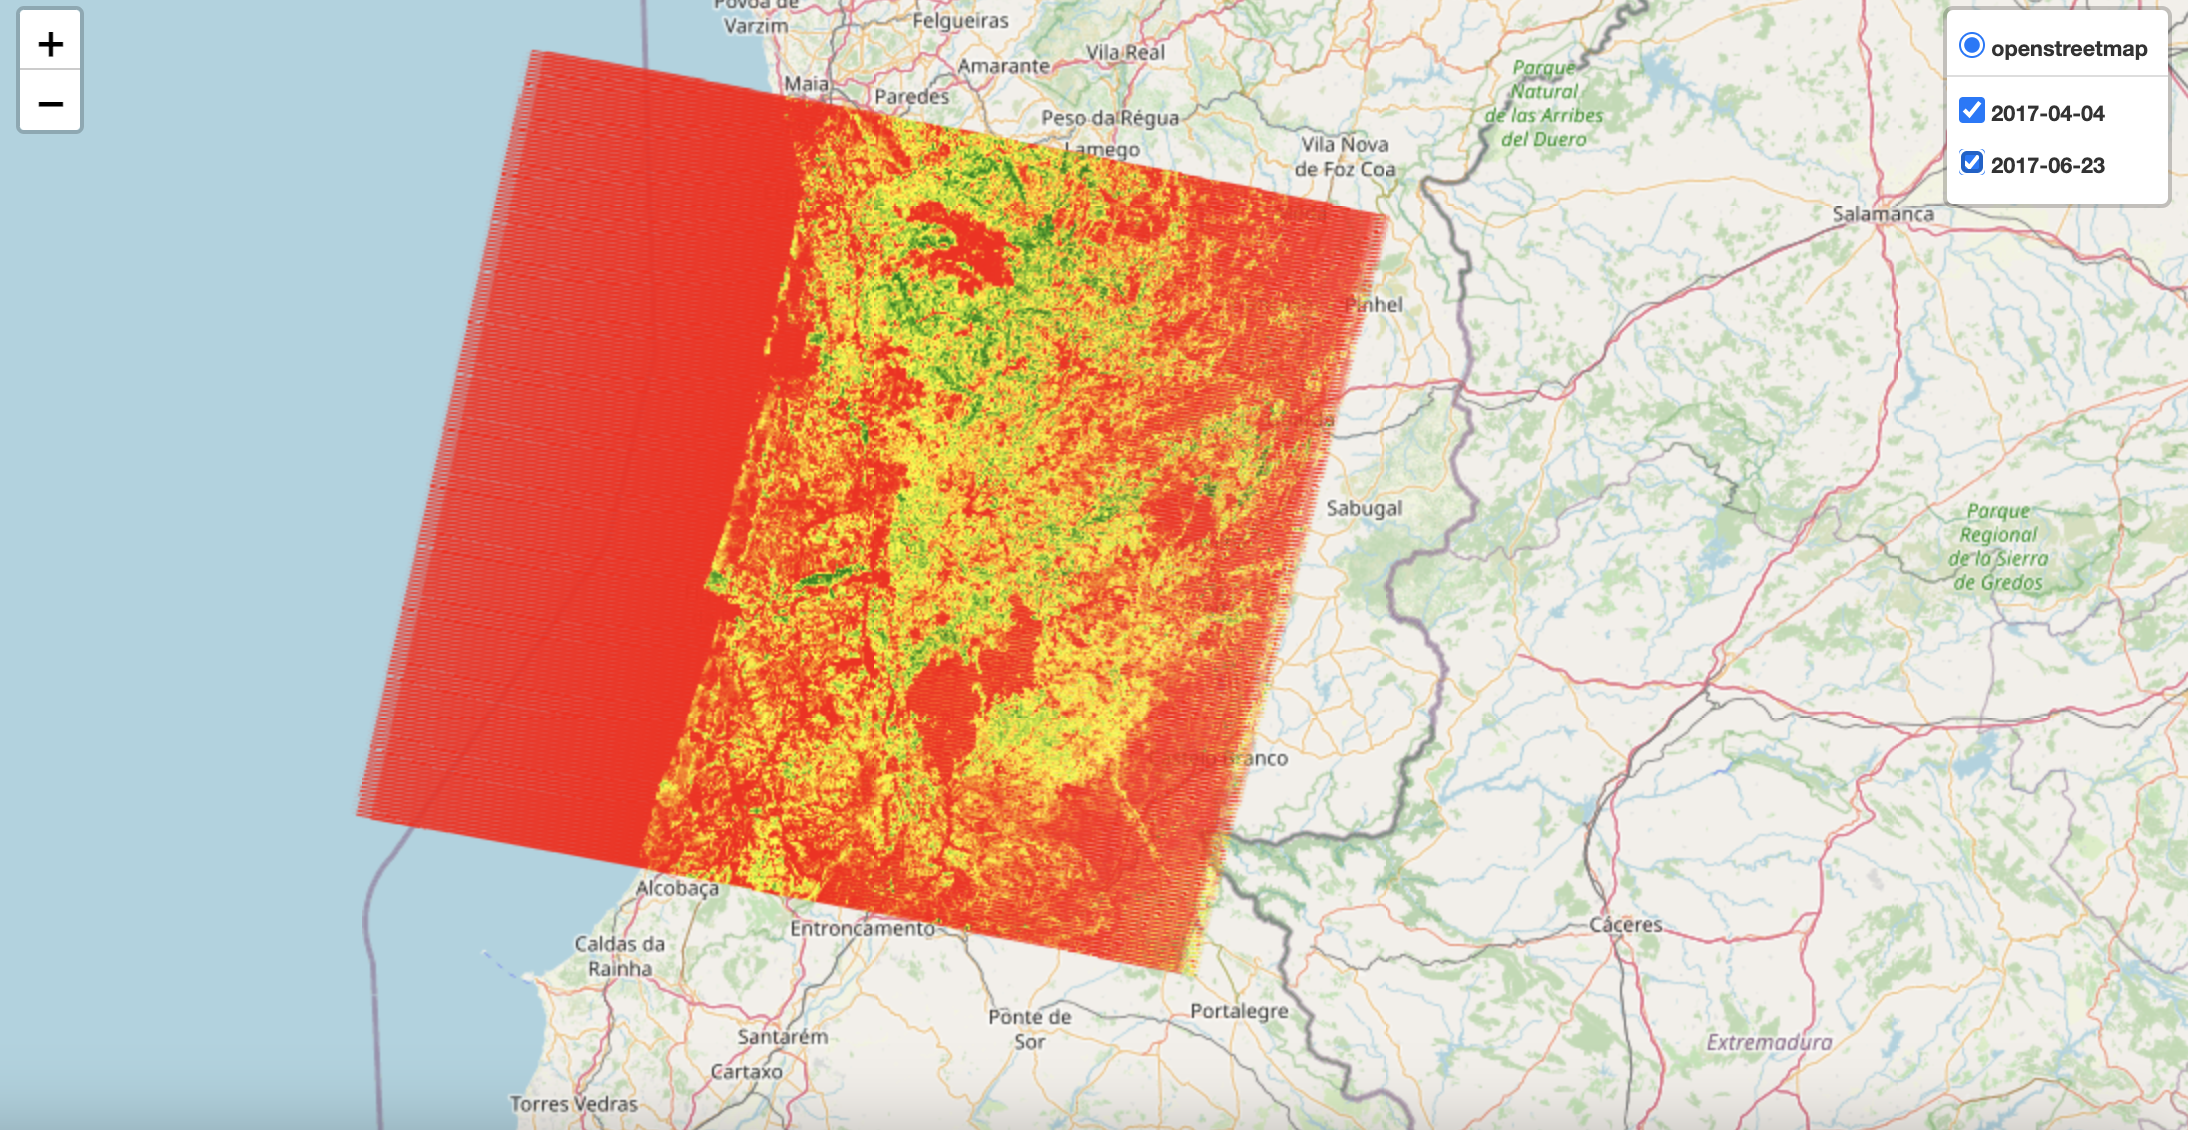 +
−
Póvoa de
Varzim
Felgueiras
Vila Real
Amarante
Maia
Paredes
Peso da Régua
Lamego
Vila Nova
de Foz Coa
Parque
Natural
de las Arribes
del Duero
openstreetmap
2017-04-04
2017-06-23
Salamanca
Pinhel
Sabugal
Parque
Regional
de la Sierra
de Gredos
Castelo Branco
Alcobaça
Entroncamento
Cáceres
Caldas da
Rainha
Portalegre
Ponte de
Sor
Santarém
Extremadura
Cartaxo
Torres Vedras